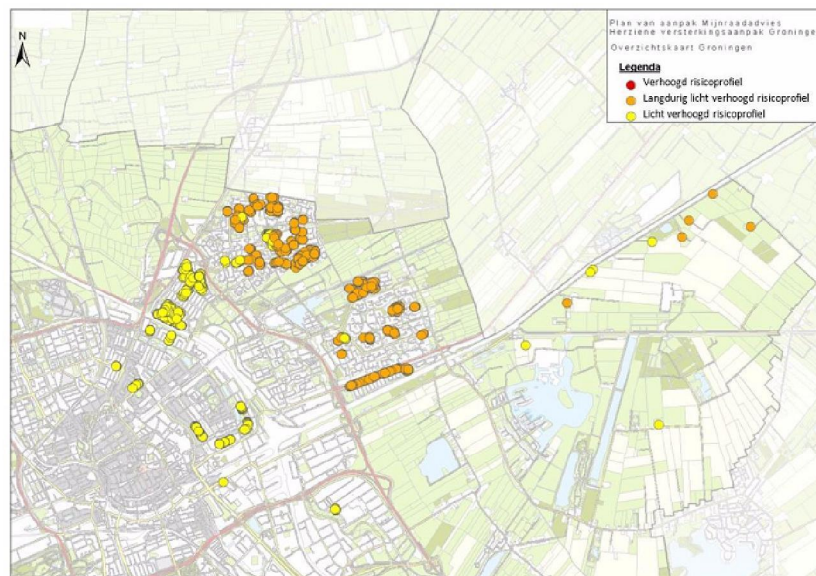 N
Plan van aanpak Mijnraadadvies
Herziene versterkingsaanpak Groninge
Overzichtskaart Groningen
Legenda
Verhoogd risicoprofiel
Langdurig licht verhoogd risicoprofiel
Licht verhoogd risicoprofiel